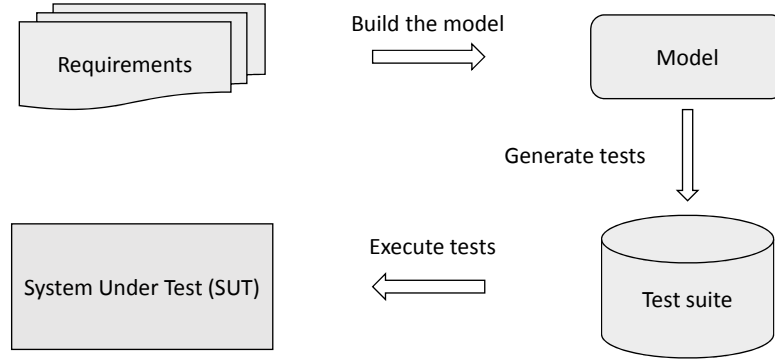 Build the model
Requirements
Model
Generate tests
Execute tests
System Under Test (SUT)
Test suite